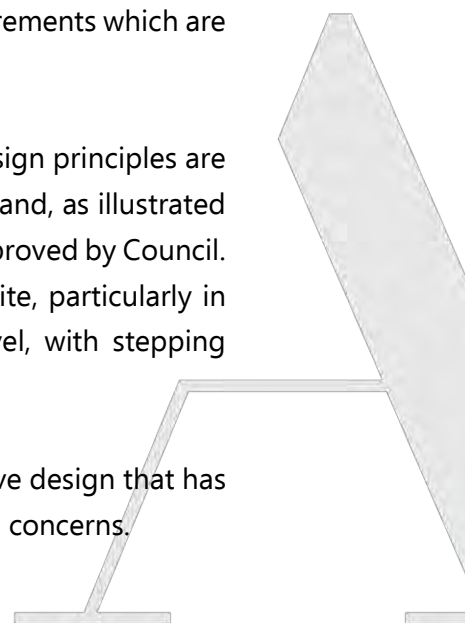 rements which are
sign principles are
and, as illustrated
proved by Council.
ite, particularly in
vel, with stepping
ve design that has
concerns.